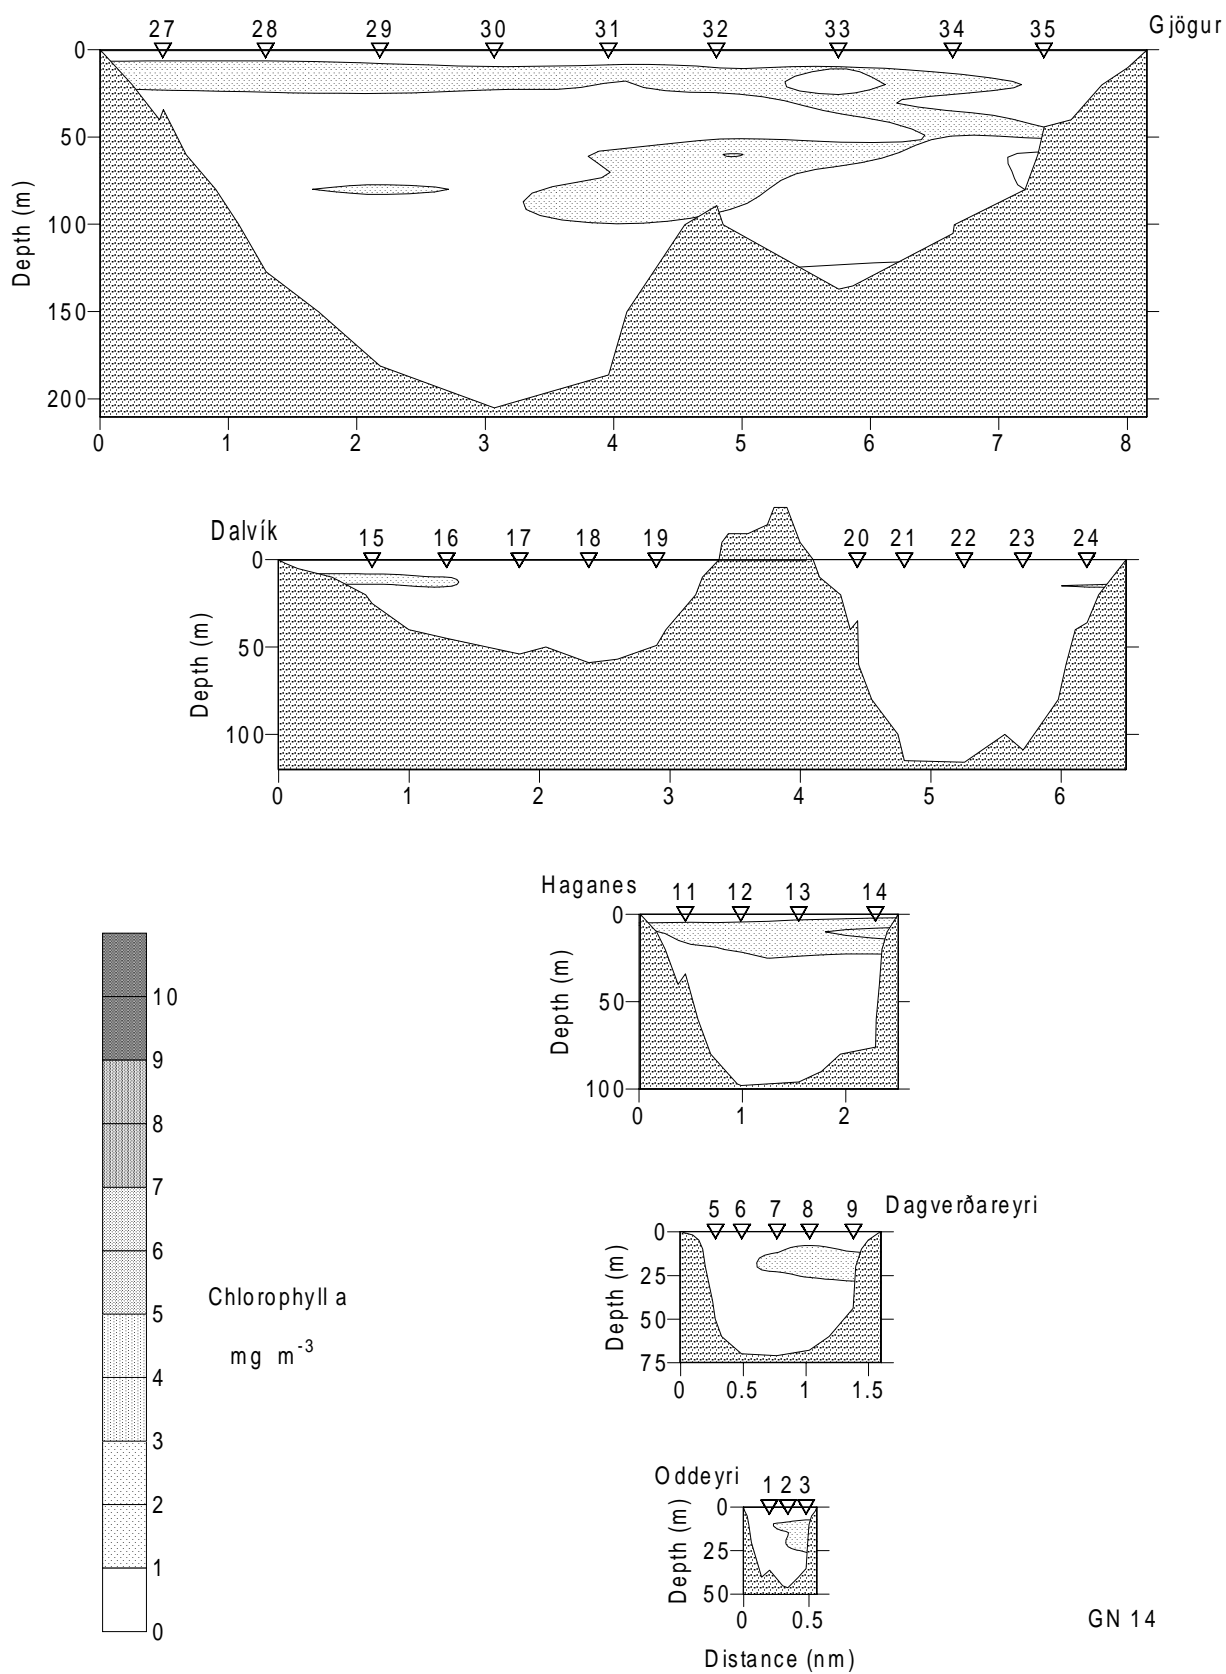 27 28 29 30 31 32 33 34 35 Gjögur
0
50
100
150
200
Depth (m)
0 1 2 3 4 5 6 7 8
Dalvík 15 16 17 18 19 20 21 22 23 24
0
50
100
Depth (m)
0 1 2 3 4 5 6
Haganes 11 12 13 14
0
50
100
Depth (m)
0 1 2
5 6 7 8 9 Dagverðareyri
0
25
50
75
Depth (m)
0 0.5 1 1.5
Oddeyri 1 2 3
0
25
50
Depth (m)
0 0.5
Distance (nm)
10
9
8
7
6
5
4
3
2
1
0
Chlorophyll a
mg m-3
GN 14